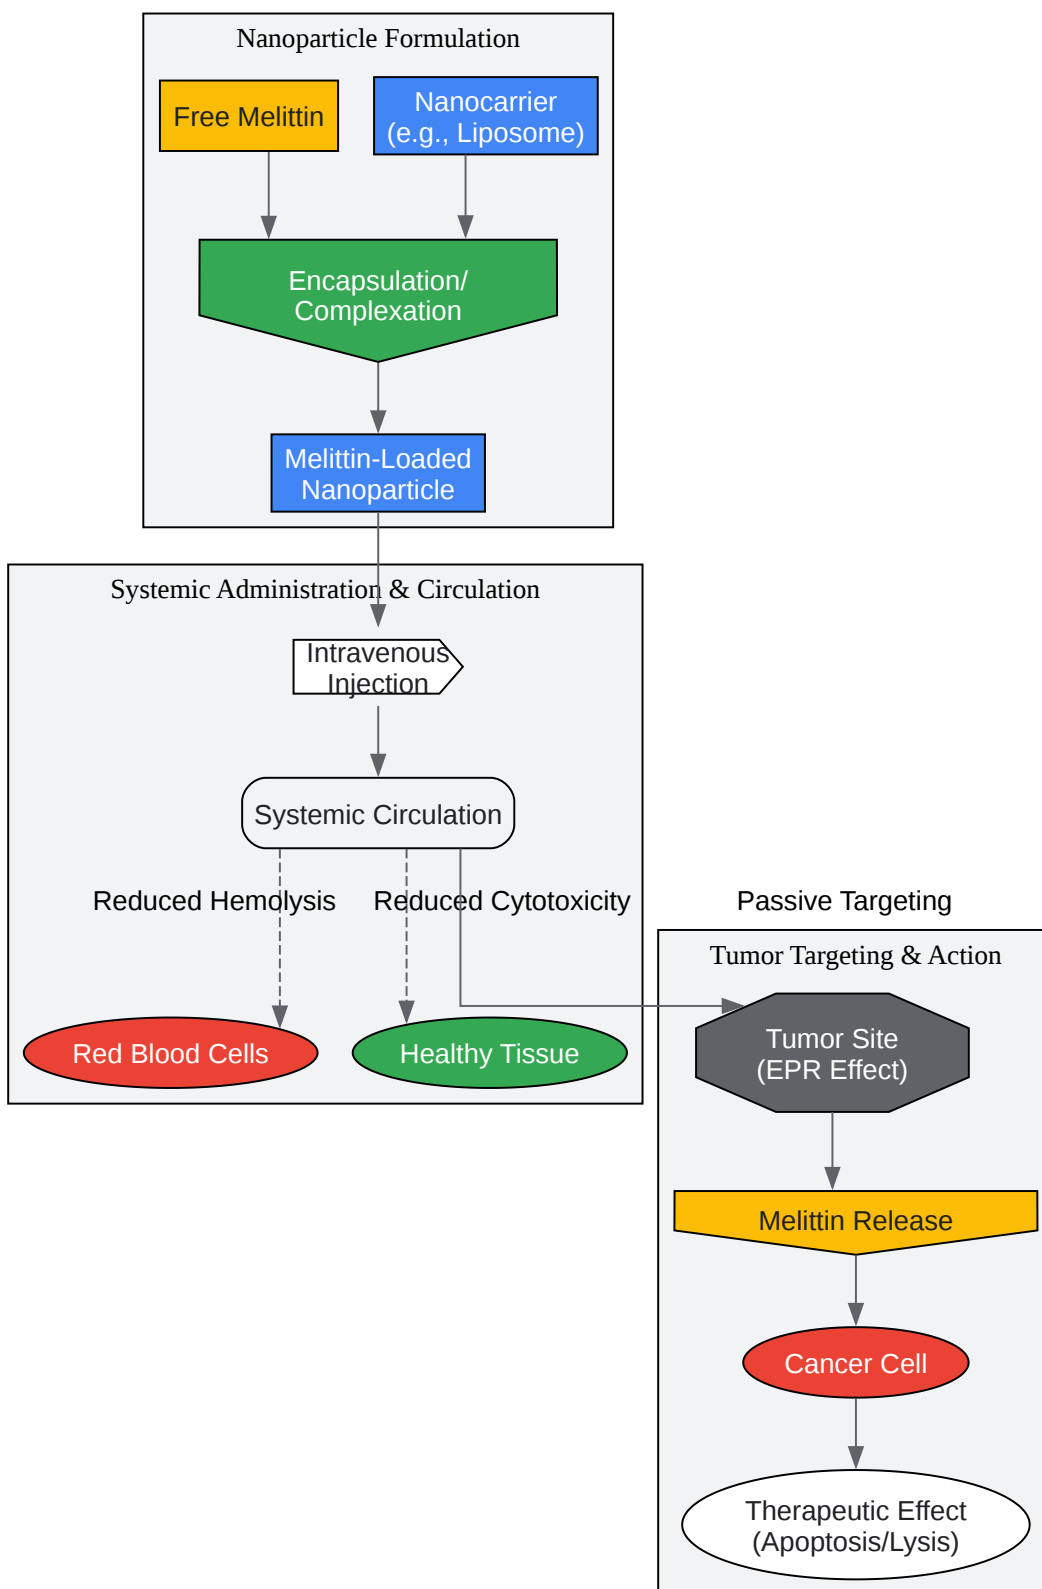 Nanoparticle Formulation
Free Melittin
Nanocarrier
(e.g., Liposome)
Encapsulation/
Complexation
Melittin-Loaded
Nanoparticle
Systemic Administration & Circulation
Intravenous
Injection
Systemic Circulation
Reduced Hemolysis
Reduced Cytotoxicity
Passive Targeting
Red Blood Cells
Healthy Tissue
Tumor Targeting & Action
Tumor Site
(EPR Effect)
Melittin Release
Cancer Cell
Therapeutic Effect
(Apoptosis/Lysis)